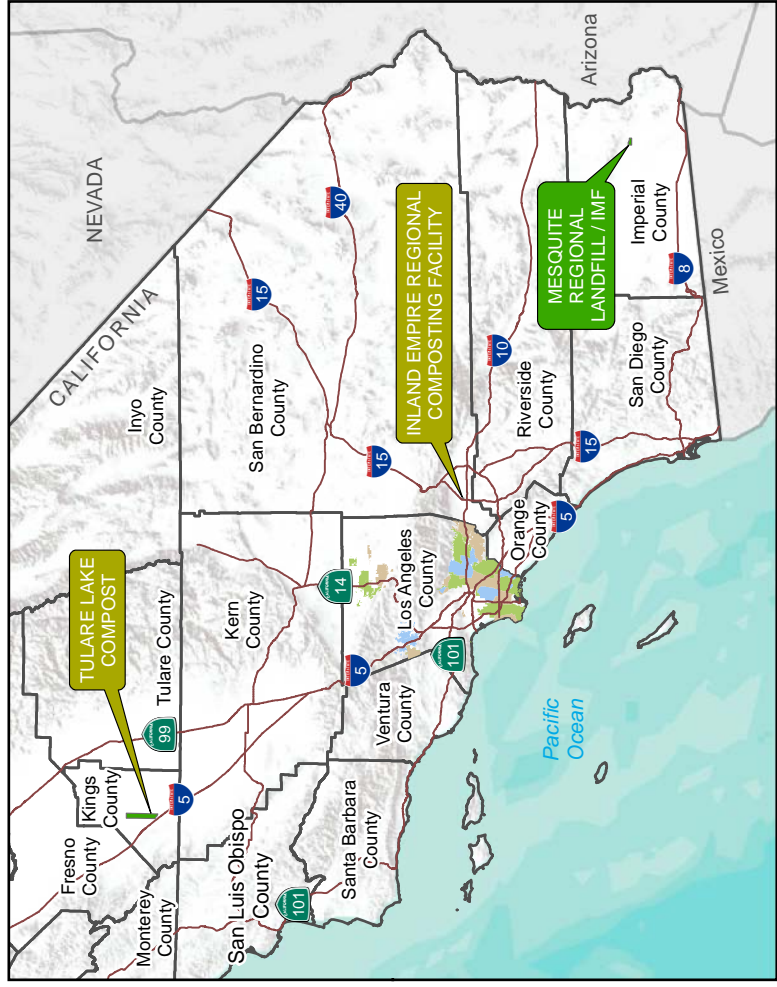 NEVADA
Arizona
CALIFORNIA
Inyo
County
TULARE LAKE
COMPOST
Tulare County
Kings
County
Fresno
County
Monterey
County
99
5
Kern
County
San Bernardino
County
15
40
San Luis Obispo
County
101
Santa Barbara
County
14
5
Ventura
County
101
Los Angeles
County
15
INLAND EMPIRE REGIONAL
COMPOSTING FACILITY
10
Riverside
County
Orange
County
5
15
MESQUITE
REGIONAL
LANDFILL / IMF
San Diego
County
Imperial
County
8
Mexico
Pacific
Ocean